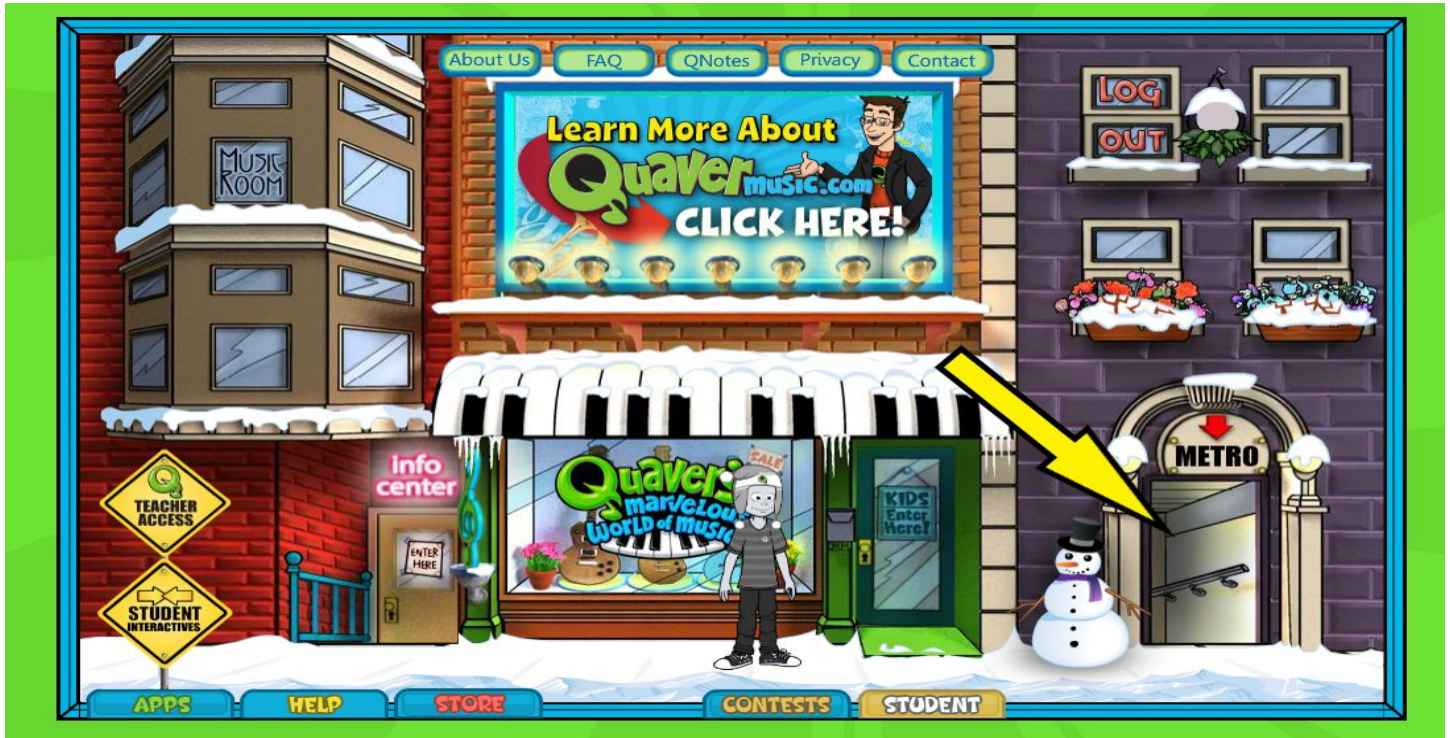 About Us
FAQ
QNotes
Privacy
Contact
Learn More About
Quavermusic.com
CLICK HERE!
MUSIC
ROOM
LOG
OUT
METRO
info
center
ENTER
HERE
Q
TEACHER
ACCESS
STUDENT
INTERACTIVES
SALE
Quaver's
marvelous
WORLD of MUSIC
KIDS
Enter
Here!
APPS
HELP
STORE
CONTESTS
STUDENT